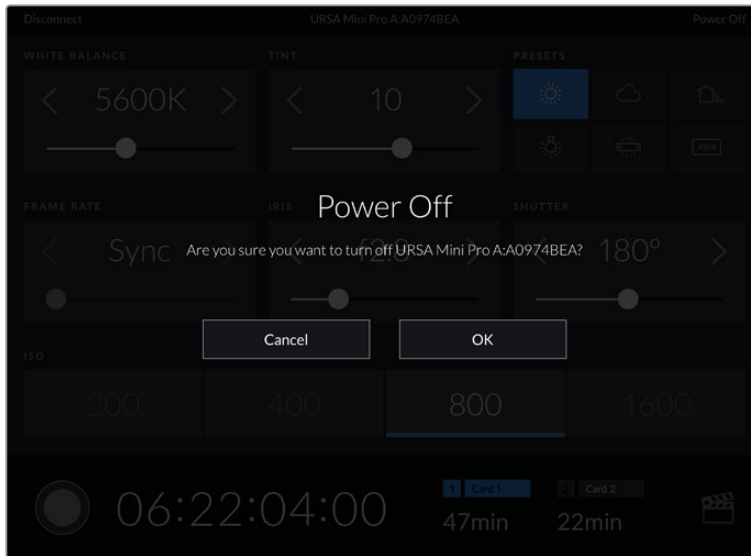 Disconnect URSA Mini Pro A:A0974BEA Power Off
WHITE BALANCE TINT PRESETS
5600K 10
AWB
FRAME RATE IRIS SHUTTER
Power Off
Sync f2.8 180°
Are you sure you want to turn off URSA Mini Pro A:A0974BEA?
Cancel OK
ISO
200 400 800 1600
1 Card 1 2 Card 2
06:22:04:00
47min 22min